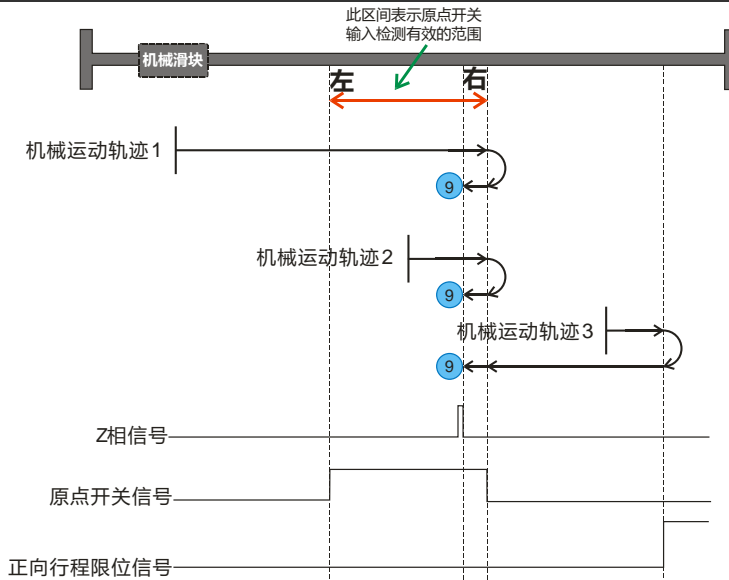 此区间表示原点开关
输入检测有效的范围
机械滑块
左
右
机械运动轨迹1
9
机械运动轨迹2
9
机械运动轨迹3
9
Z相信号
原点开关信号
正向行程限位信号